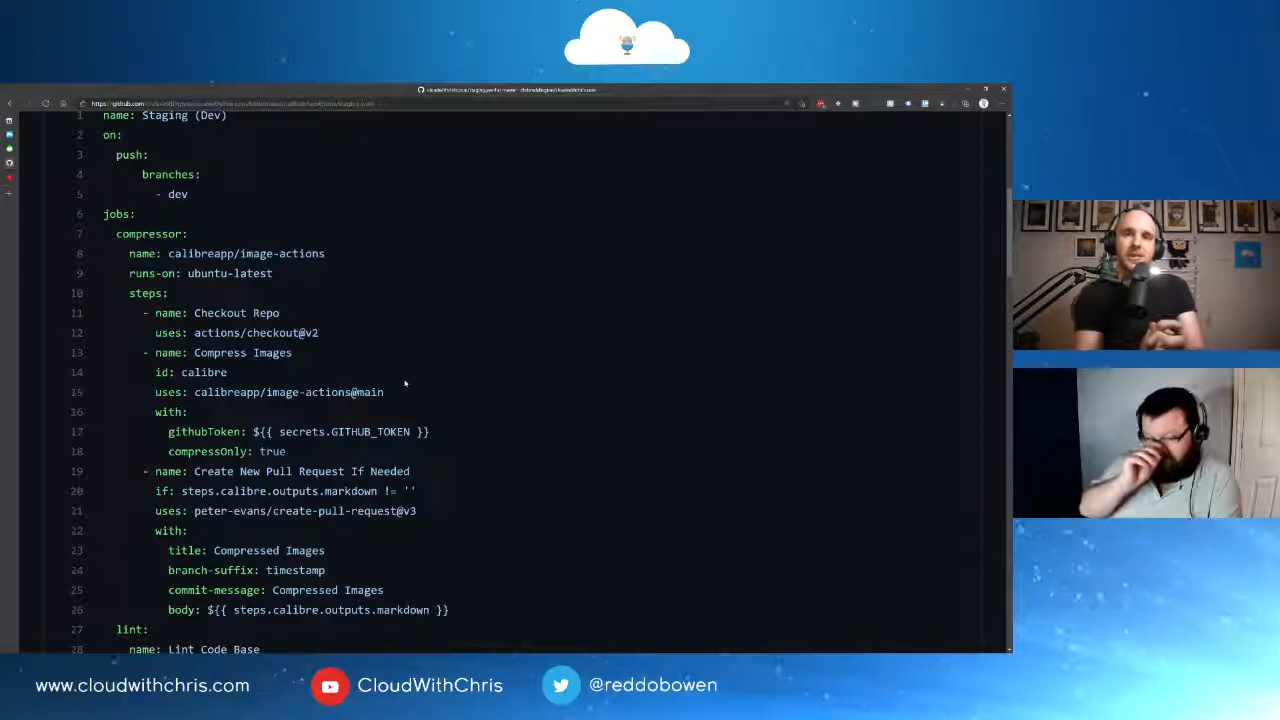 1 name: Staging (Dev)
2 on:
3 push:
4 branches:
5 - dev
6 jobs:
7 compressor:
8 name: calibreapp/image-actions
9 runs-on: ubuntu-latest
10 steps:
11 - name: Checkout Repo
12 uses: actions/checkout@v2
13 - name: Compress Images
14 id: calibre
15 uses: calibreapp/image-actions@main
16 with:
17 githubToken: ${{ secrets.GITHUB_TOKEN }}
18 compressOnly: true
19 - name: Create New Pull Request If Needed
20 if: steps.calibre.outputs.markdown != ''
21 uses: peter-evans/create-pull-request@v3
22 with:
23 title: Compressed Images
24 branch-suffix: timestamp
25 commit-message: Compressed Images
26 body: ${{ steps.calibre.outputs.markdown }}
27 lint:
28 name: Lint Code Base
www.cloudwithchris.com
CloudWithChris
@reddobowen